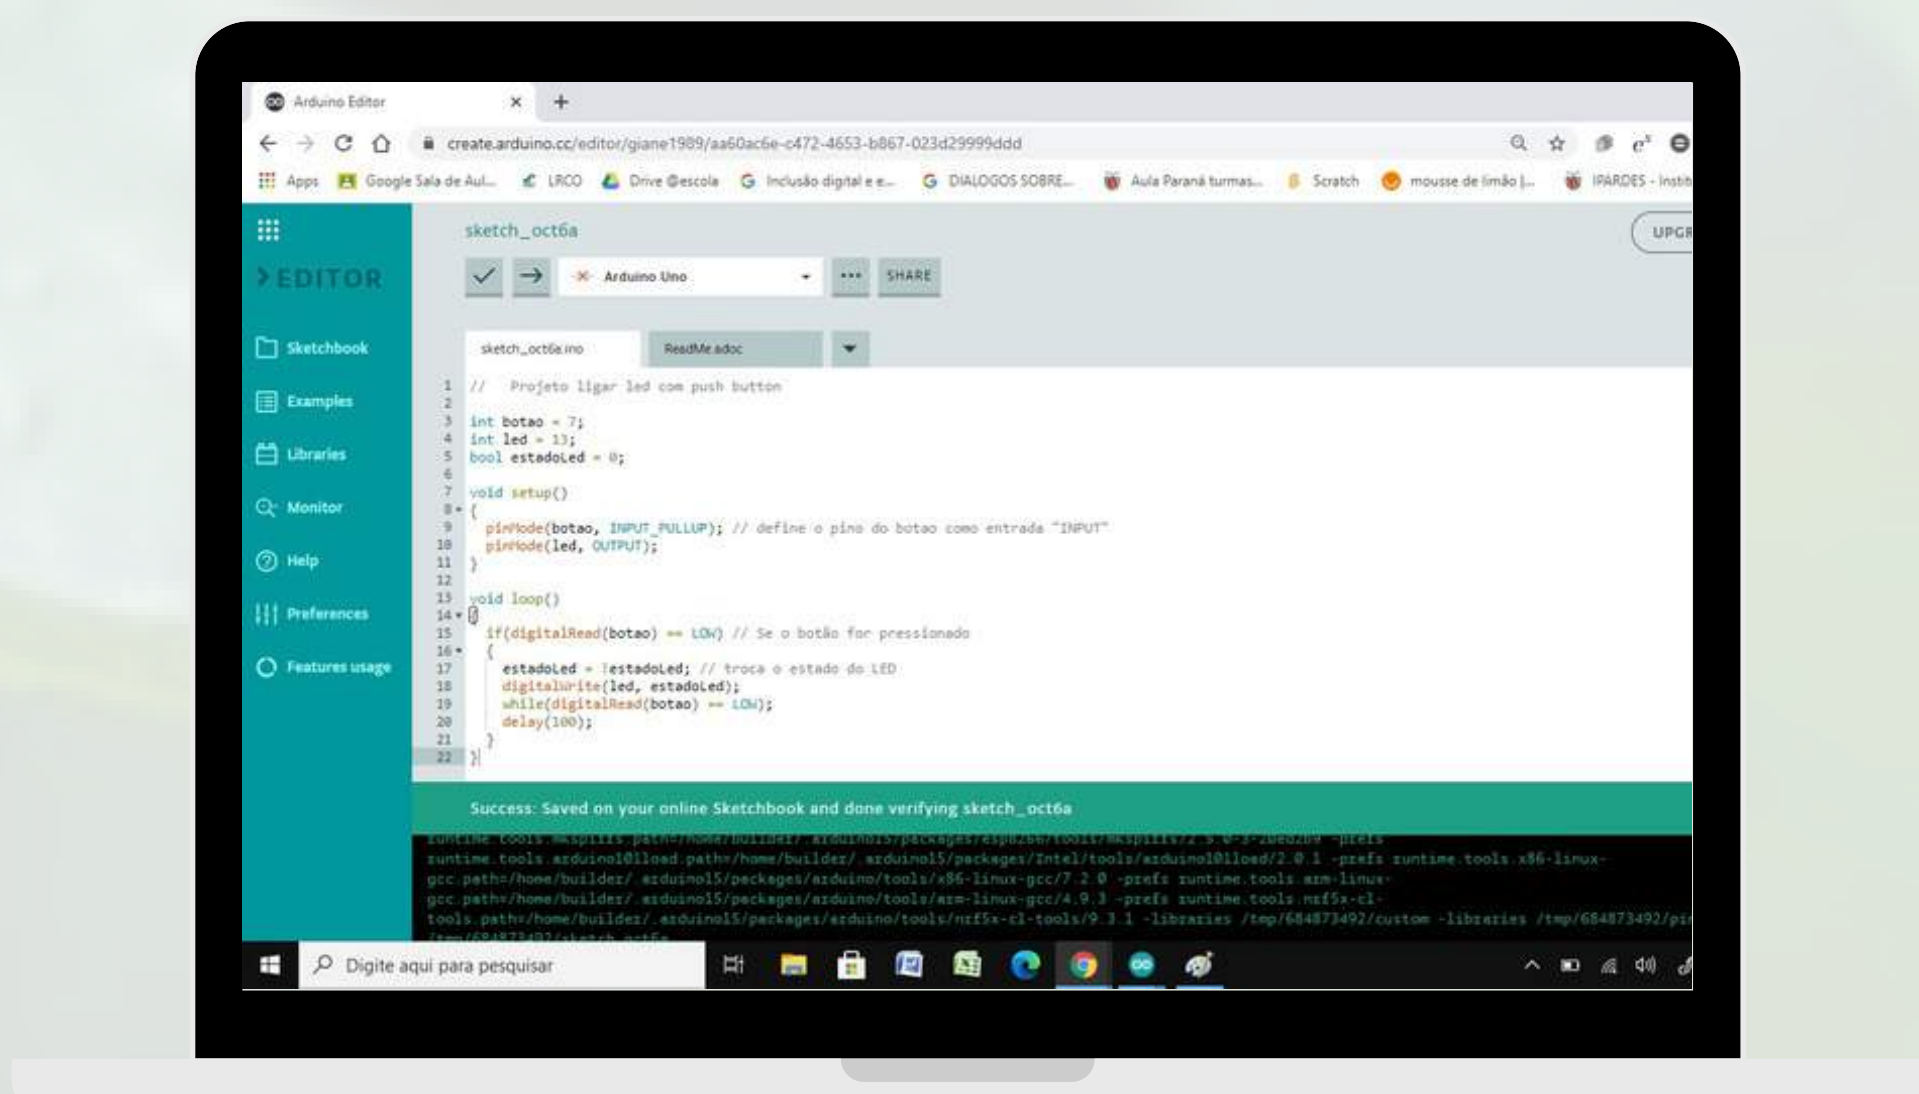 Arduino Editor
create.arduino.cc/editor/giane1989/aa60ac6e-c472-4653-b867-023d29999ddd
Apps Google Sala de Aul... LRCO Drive @escola Inclusão digital e e... DIALOGOS SOBRE... Aula Paraná turmas... Scratch mousse de limão |... IPARDES - Instit
sketch_oct6a
UPGR
>EDITOR
Arduino Uno
SHARE
Sketchbook
Examples
Libraries
Monitor
Help
Preferences
Features usage
sketch_oct6a.ino ReadMe.adoc
1 // Projeto ligar led com push button
2
3 int botao = 7;
4 int led = 13;
5 bool estadoLed = 0;
6
7 void setup()
8 {
9 pinMode(botao, INPUT_PULLUP); // define o pino do botao como entrada "INPUT"
10 pinMode(led, OUTPUT);
11 }
12
13 void loop()
14 {
15 if(digitalRead(botao) == LOW) // Se o botão for pressionado
16 {
17 estadoLed = !estadoLed; // troca o estado do LED
18 digitalWrite(led, estadoLed);
19 while(digitalRead(botao) == LOW);
20 delay(100);
21 }
22 }
Success: Saved on your online Sketchbook and done verifying sketch_oct6a
runtime.tools.arduino101load.path=/home/builder/.arduino15/packages/Intel/tools/arduino101load/2.0.1 -prefs runtime.tools.x86-linux-
gcc.path=/home/builder/.arduino15/packages/arduino/tools/x86-linux-gcc/7.2.0 -prefs runtime.tools.arm-linux-
gcc.path=/home/builder/.arduino15/packages/arduino/tools/arm-linux-gcc/4.9.3 -prefs runtime.tools.nrf5x-cl-
tools.path=/home/builder/.arduino15/packages/arduino/tools/nrf5x-cl-tools/9.3.1 -libraries /tmp/684873492/custom -libraries /tmp/684873492/pi
/tmp/684873492/sketch_oct6a
Digite aqui para pesquisar